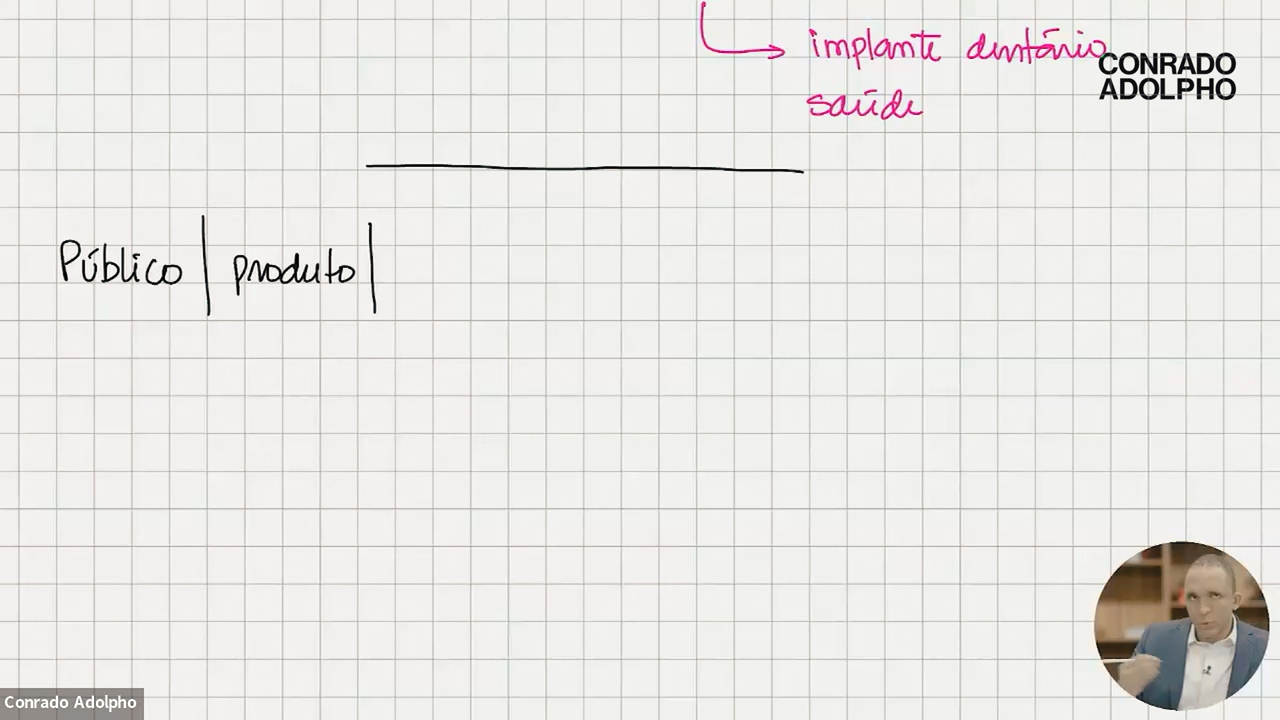 implante dentário
saúde
CONRADO
ADOLPHO
Público | produto |
Conrado Adolpho